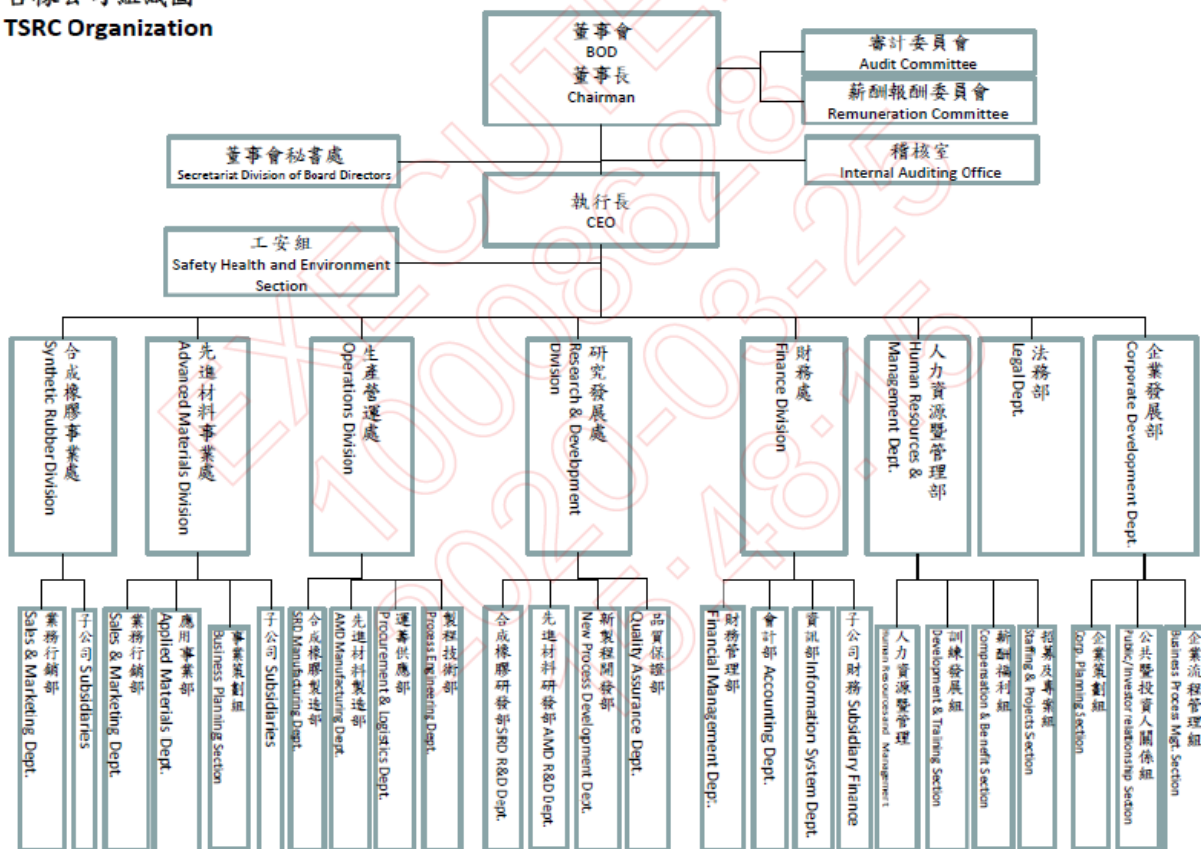 台橡公司組織圖
TSRC Organization
董事會
BOD
董事長
Chairman
審計委員會
Audit Committee
薪酬報酬委員會
Remuneration Committee
董事會秘書處
Secretariat Division of Board Directors
稽核室
Internal Auditing Office
執行長
CEO
工安組
Safety Health and Environment
Section
合成橡膠事業處
Synthetic Rubber Division
先進材料事業處
Advanced Materials Division
生產營運處
Operations Division
研究發展處
Research & Development
Division
財務處
Finance Division
人力資源暨管理部
Human Resources &
Management Dept.
法務部
Legal Dept.
企業發展部
Corporate Development Dept.
業務行銷部
Sales & Marketing Dept.
子公司 Subsidiaries
業務行銷部
Sales & Marketing Dept.
應用事業部
Applied Materials Dept.
事業策劃組
Business Planning Section
子公司 Subsidiaries
合成橡膠製造部
SRD Manufacturing Dept.
先進材料製造部
AMD Manufacturing Dept.
運籌供應部
Procurement & Logistics Dept.
製程技術部
Process Engineering Dept.
合成橡膠研發部 SRD R&D Dept.
先進材料研發部 AMD R&D Dept.
新製程開發部
New Process Development Dept.
品質保證部
Quality Assurance Dept.
財務管理部
Financial Management Dept.
會計部 Accounting Dept.
資訊部 Information System Dept.
子公司財務 Subsidiary Finance
人力資源暨管理
Human Resources and Management
訓練發展組
Development & Training Section
薪酬福利組
Compensation & Benefit Section
招募及專案組
Staffing & Projects Section
企業策劃組
Corp. Planning Section
公共暨投資人關係組
Public/Investor relationship Section
企業流程管理組
Business Process Mgt. Section
EXECUTE
10008628
2020-03-25
15:48:15